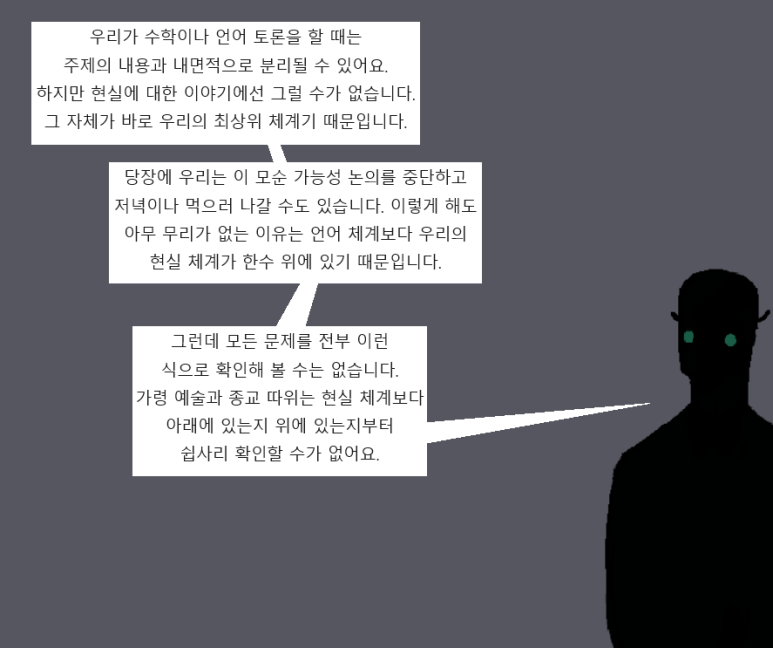 우리가 수학이나 언어 토론을 할 때는
주제의 내용과 내면적으로 분리될 수 있어요.
하지만 현실에 대한 이야기에선 그럴 수가 없습니다.
그 자체가 바로 우리의 최상위 체계기 때문입니다.
당장에 우리는 이 모순 가능성 논의를 중단하고
저녁이나 먹으러 나갈 수도 있습니다. 이렇게 해도
아무 무리가 없는 이유는 언어 체계보다 우리의
현실 체계가 한수 위에 있기 때문입니다.
그런데 모든 문제를 전부 이런
식으로 확인해 볼 수는 없습니다.
가령 예술과 종교 따위는 현실 체계보다
아래에 있는지 위에 있는지부터
쉽사리 확인할 수가 없어요.